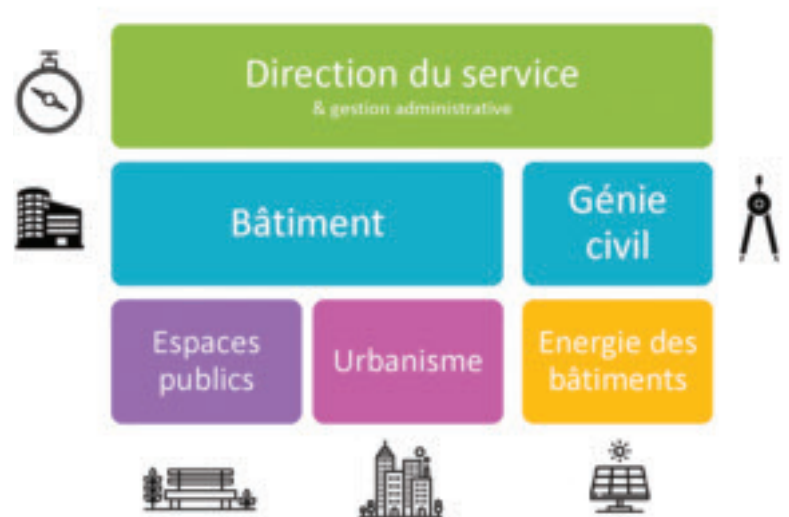 Direction du service
& gestion administrative
Bâtiment
Génie
civil
Espaces
publics
Urbanisme
Energie des
bâtiments